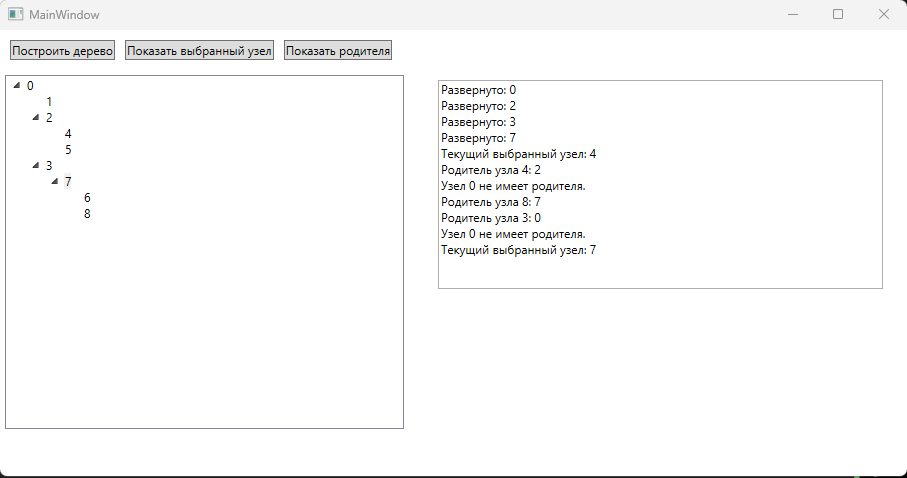 MainWindow
Построить дерево Показать выбранный узел Показать родителя
0
1
2
4
5
3
7
6
8
Развернуто: 0
Развернуто: 2
Развернуто: 3
Развернуто: 7
Текущий выбранный узел: 4
Родитель узла 4: 2
Узел 0 не имеет родителя.
Родитель узла 8: 7
Родитель узла 3: 0
Узел 0 не имеет родителя.
Текущий выбранный узел: 7